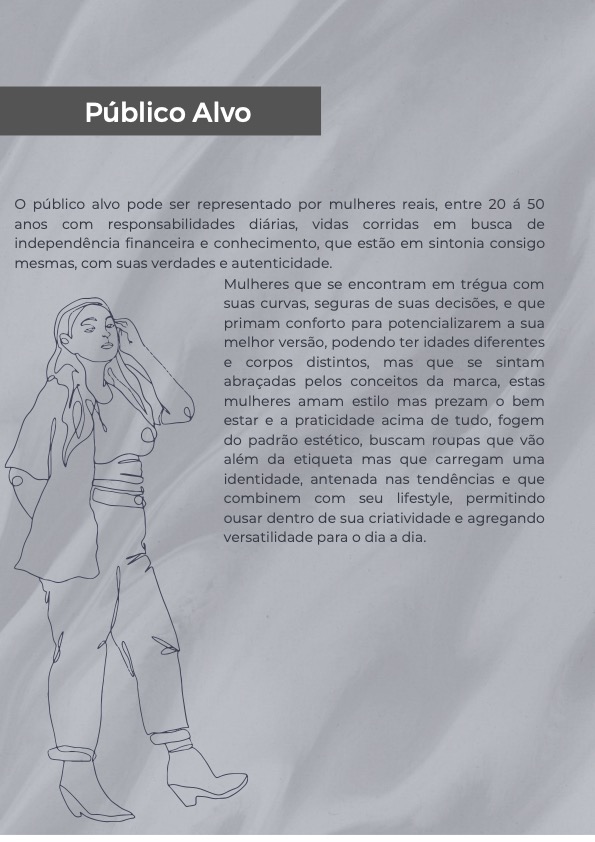 Público Alvo
O público alvo pode ser representado por mulheres reais, entre 20 á 50
anos com responsabilidades diárias, vidas corridas em busca de
independência financeira e conhecimento, que estão em sintonia consigo
mesmas, com suas verdades e autenticidade.
Mulheres que se encontram em trégua com
suas curvas, seguras de suas decisões, e que
primam conforto para potencializarem a sua
melhor versão, podendo ter idades diferentes
e corpos distintos, mas que se sintam
abraçadas pelos conceitos da marca, estas
mulheres amam estilo mas prezam o bem
estar e a praticidade acima de tudo, fogem
do padrão estético, buscam roupas que vão
além da etiqueta mas que carregam uma
identidade, antenada nas tendências e que
combinem com seu lifestyle, permitindo
ousar dentro de sua criatividade e agregando
versatilidade para o dia a dia.